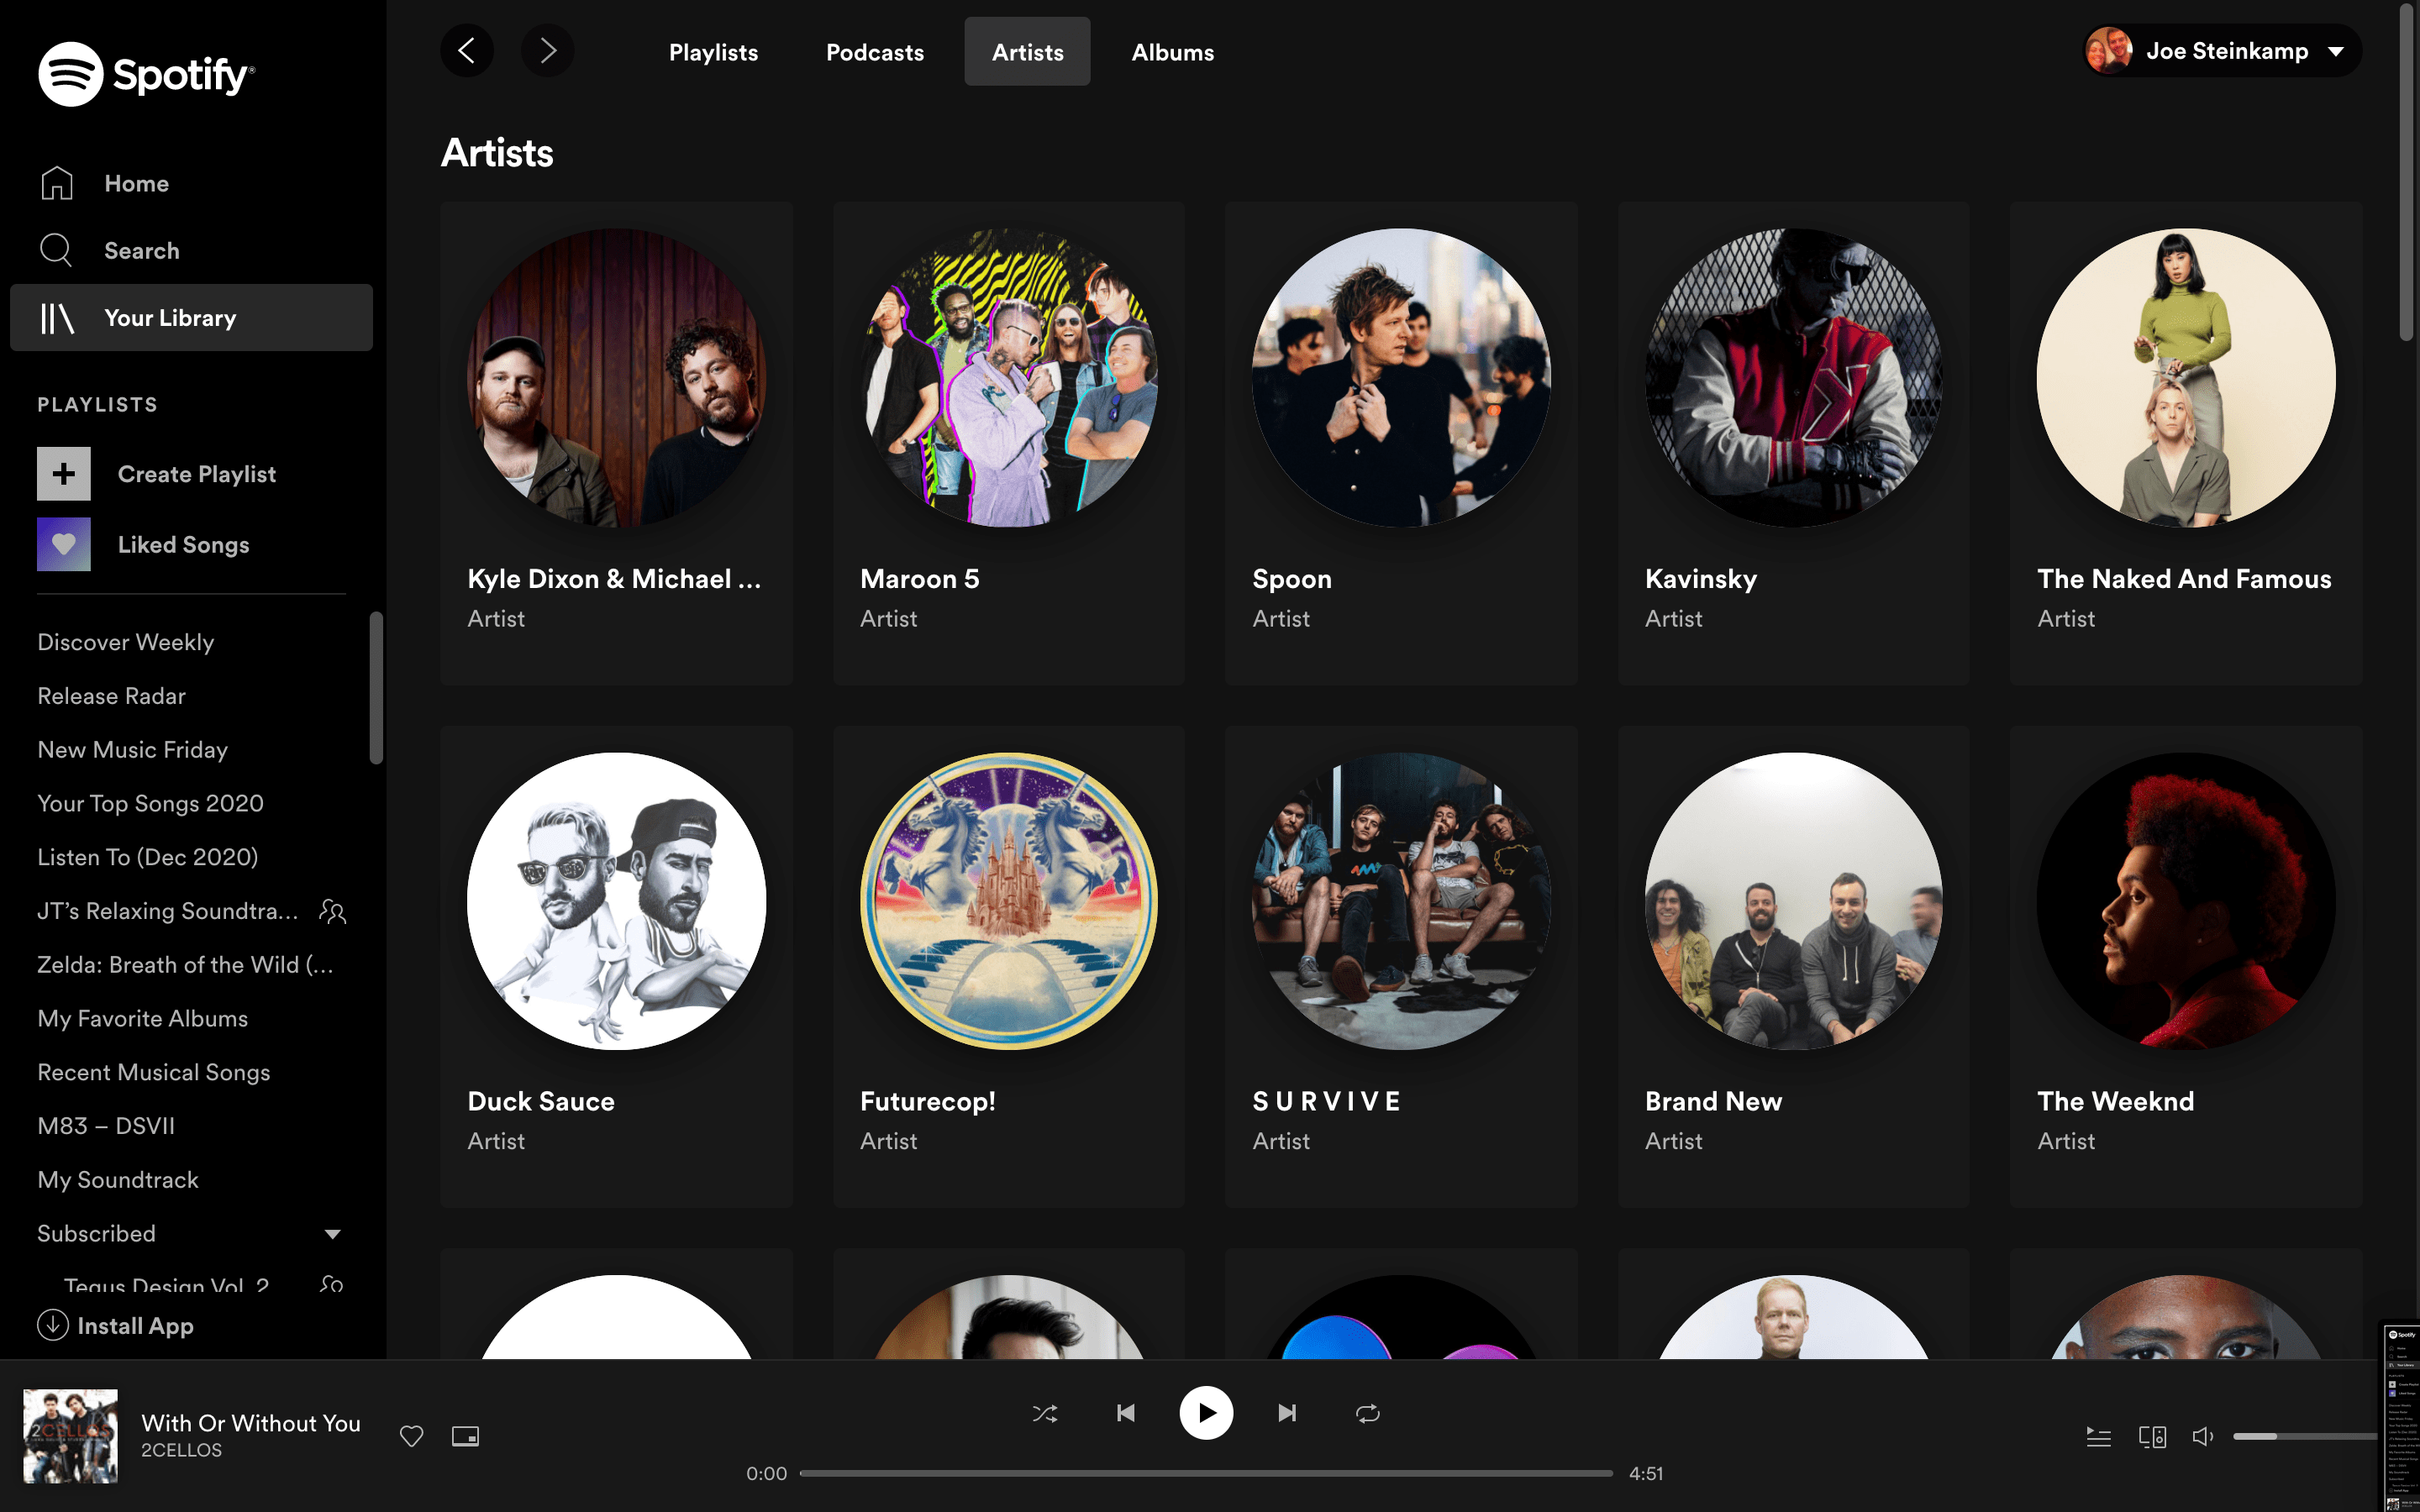 Spotify®
Home
Search
Your Library
PLAYLISTS
Create Playlist
Liked Songs
Discover Weekly
Release Radar
New Music Friday
Your Top Songs 2020
Listen To (Dec 2020)
JT’s Relaxing Soundtra...
Zelda: Breath of the Wild (...
My Favorite Albums
Recent Musical Songs
M83 – DSVII
My Soundtrack
Subscribed
Tegus Design Vol. 2
Install App
Playlists Podcasts Artists Albums
Joe Steinkamp
Artists
Kyle Dixon & Michael ...
Artist
Maroon 5
Artist
Spoon
Artist
Kavinsky
Artist
The Naked And Famous
Artist
Duck Sauce
Artist
Futurecop!
Artist
S U R V I V E
Artist
Brand New
Artist
The Weeknd
Artist
2CELLOS
With Or Without You
2CELLOS
0:00
4:51
Spotify